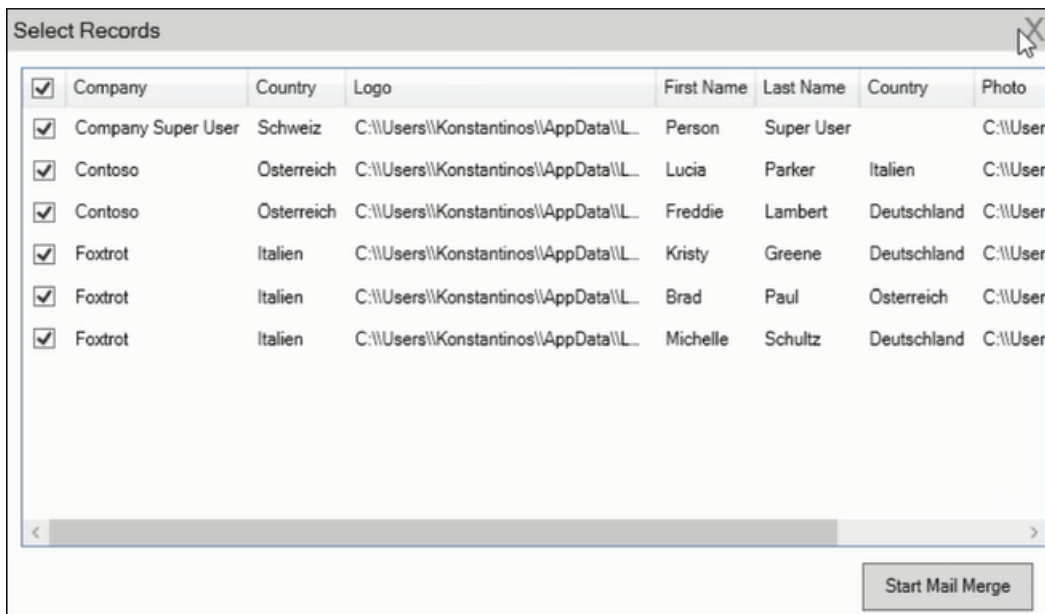 Select Records X
Company Country Logo First Name Last Name Country Photo
Company Super User Schweiz C:\\Users\\Konstantinos\\AppData\\L... Person Super User C:\\User
Contoso Österreich C:\\Users\\Konstantinos\\AppData\\L... Lucia Parker Italien C:\\User
Contoso Österreich C:\\Users\\Konstantinos\\AppData\\L... Freddie Lambert Deutschland C:\\User
Foxtrot Italien C:\\Users\\Konstantinos\\AppData\\L... Kristy Greene Deutschland C:\\User
Foxtrot Italien C:\\Users\\Konstantinos\\AppData\\L... Brad Paul Österreich C:\\User
Foxtrot Italien C:\\Users\\Konstantinos\\AppData\\L... Michelle Schultz Deutschland C:\\User
Start Mail Merge